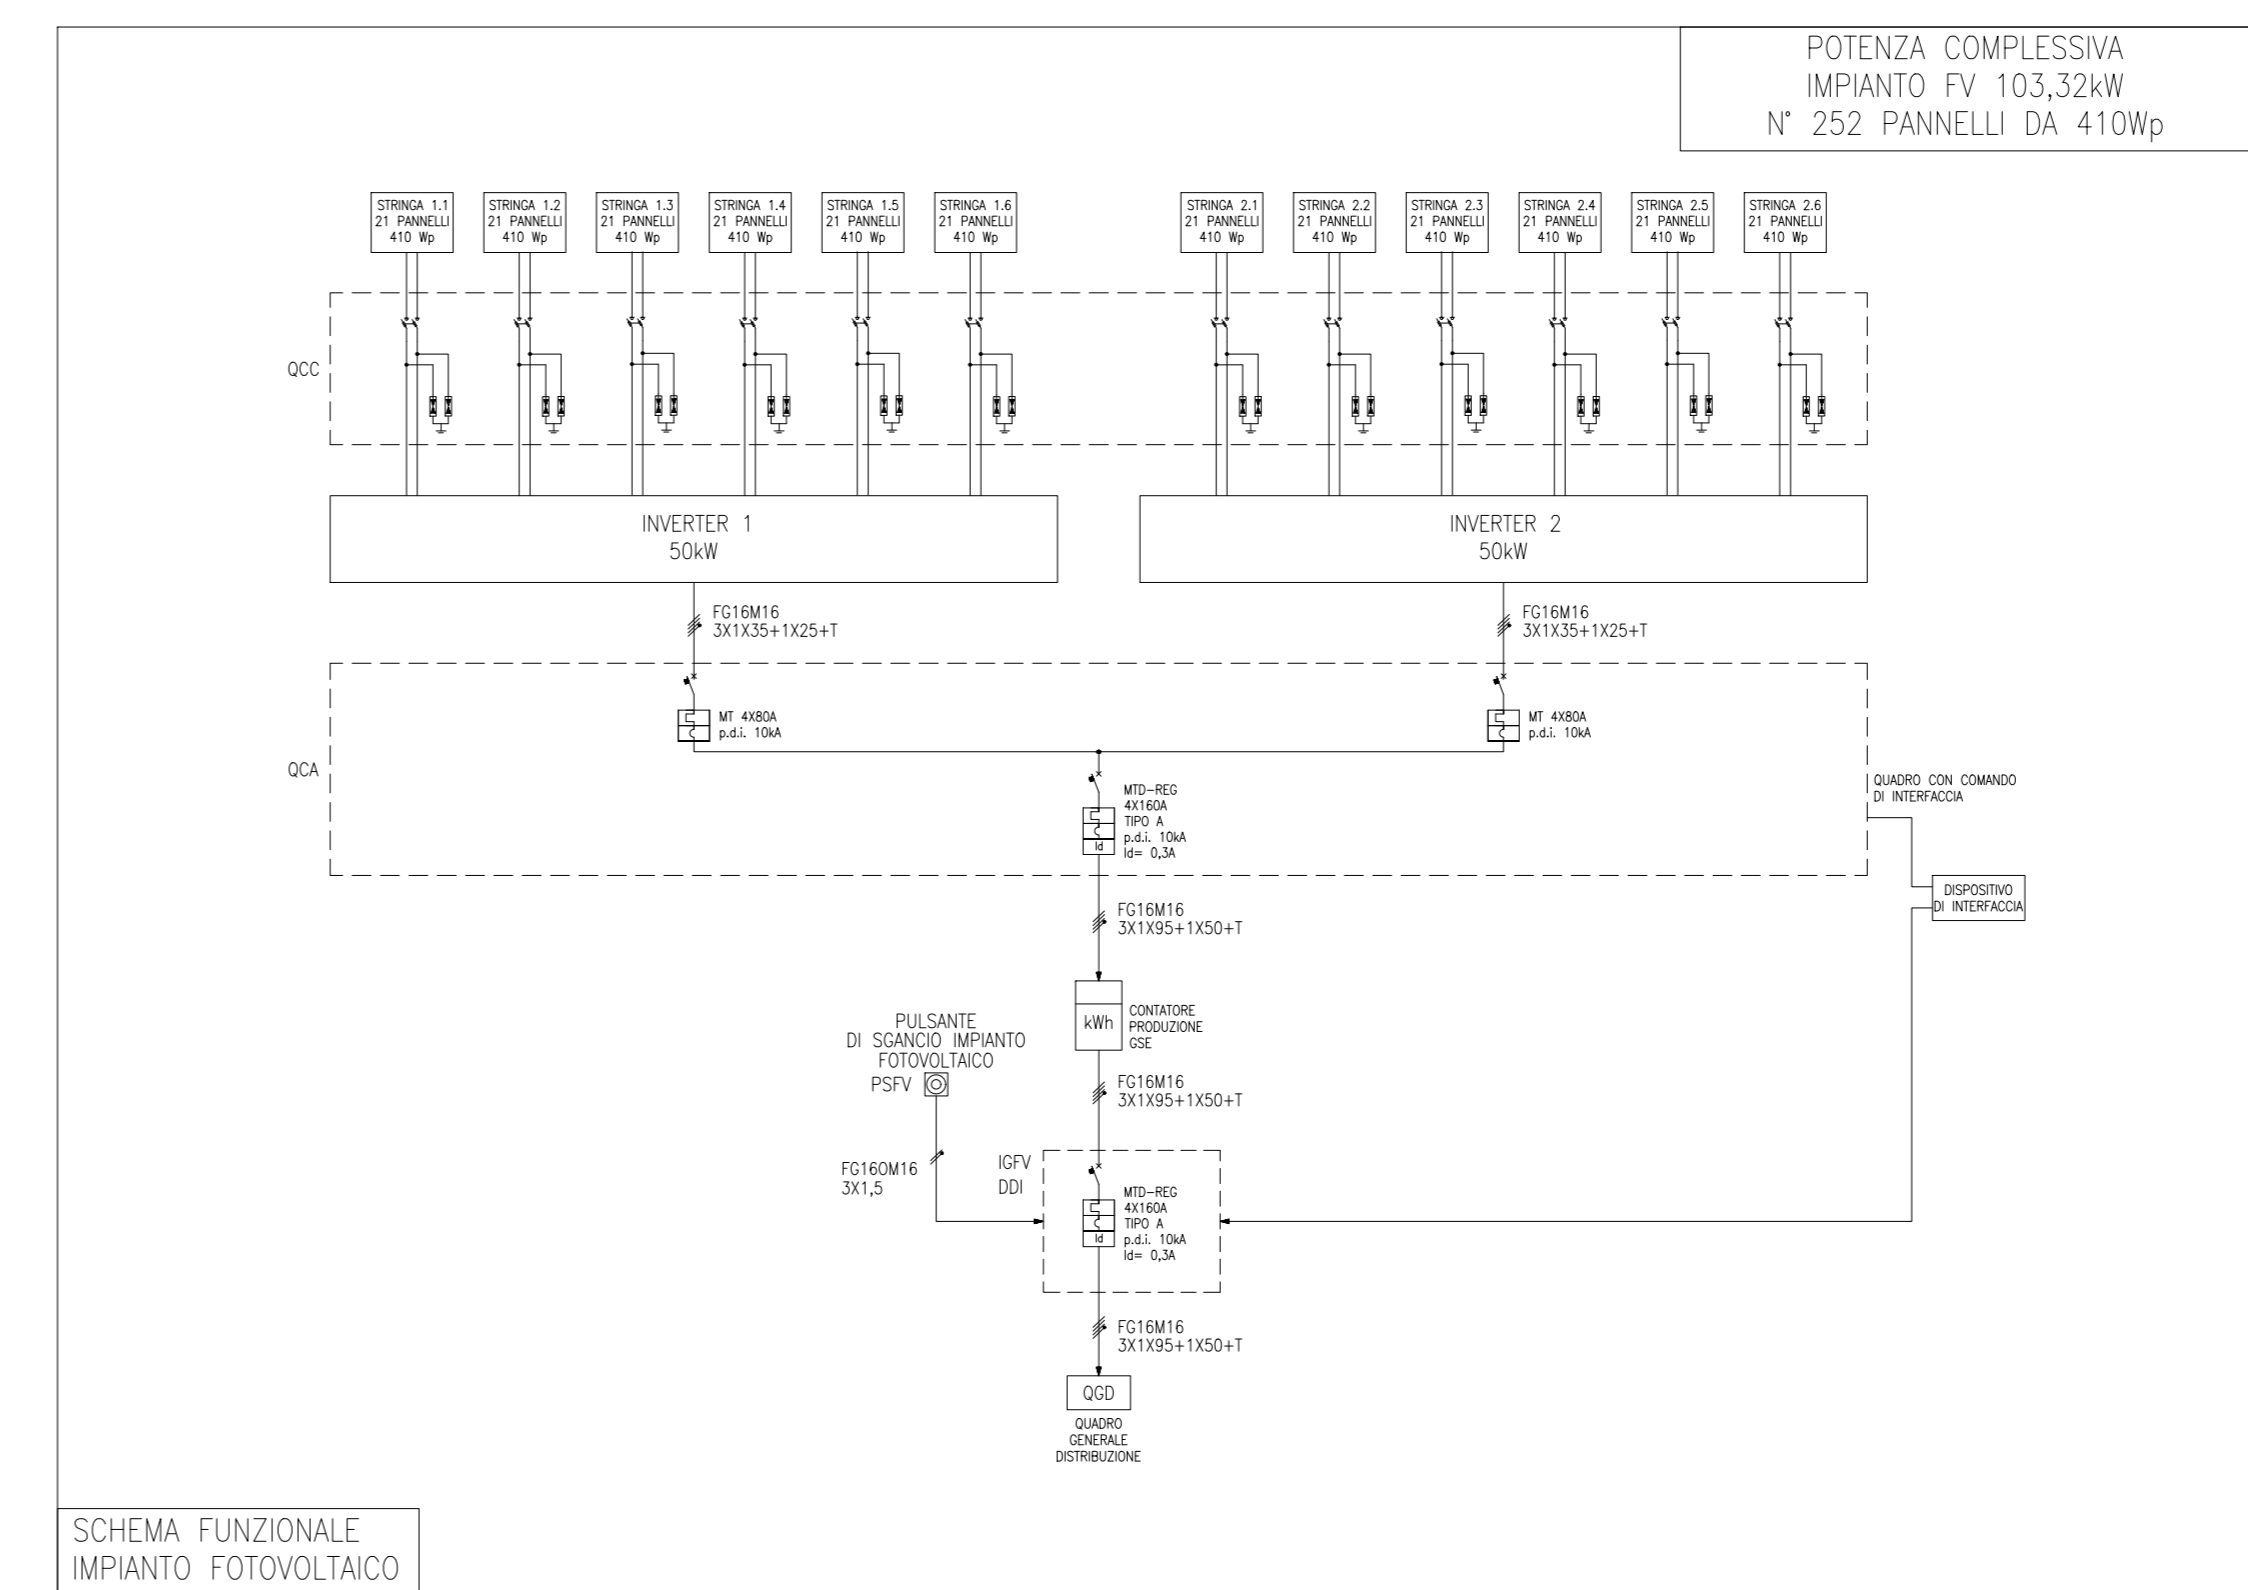 POTENZA COMPLESSIVA
IMPIANTO FV 103,32kW
N° 252 PANNELLI DA 410Wp
STRINGA 1.1
21 PANNELLI
410 Wp
STRINGA 1.2
21 PANNELLI
410 Wp
STRINGA 1.3
21 PANNELLI
410 Wp
STRINGA 1.4
21 PANNELLI
410 Wp
STRINGA 1.5
21 PANNELLI
410 Wp
STRINGA 1.6
21 PANNELLI
410 Wp
STRINGA 2.1
21 PANNELLI
410 Wp
STRINGA 2.2
21 PANNELLI
410 Wp
STRINGA 2.3
21 PANNELLI
410 Wp
STRINGA 2.4
21 PANNELLI
410 Wp
STRINGA 2.5
21 PANNELLI
410 Wp
STRINGA 2.6
21 PANNELLI
410 Wp
QCC
INVERTER 1
50kW
INVERTER 2
50kW
FG16M16
3X1X35+1X25+T
FG16M16
3X1X35+1X25+T
MT 4X80A
p.d.i. 10kA
MT 4X80A
p.d.i. 10kA
QCA
QUADRO CON COMANDO
DI INTERFACCIA
MTD-REG
4X160A
TIPO A
p.d.i. 10kA
Id= 0,3A
Id
DISPOSITIVO
DI INTERFACCIA
FG16M16
3X1X95+1X50+T
kWh
CONTATORE
PRODUZIONE
GSE
PULSANTE
DI SGANCIO IMPIANTO
FOTOVOLTAICO
PSFV
FG16M16
3X1X95+1X50+T
FG16OM16
3X1,5
IGFV
DDI
MTD-REG
4X160A
TIPO A
p.d.i. 10kA
Id= 0,3A
Id
FG16M16
3X1X95+1X50+T
QGD
QUADRO
GENERALE
DISTRIBUZIONE
SCHEMA FUNZIONALE
IMPIANTO FOTOVOLTAICO